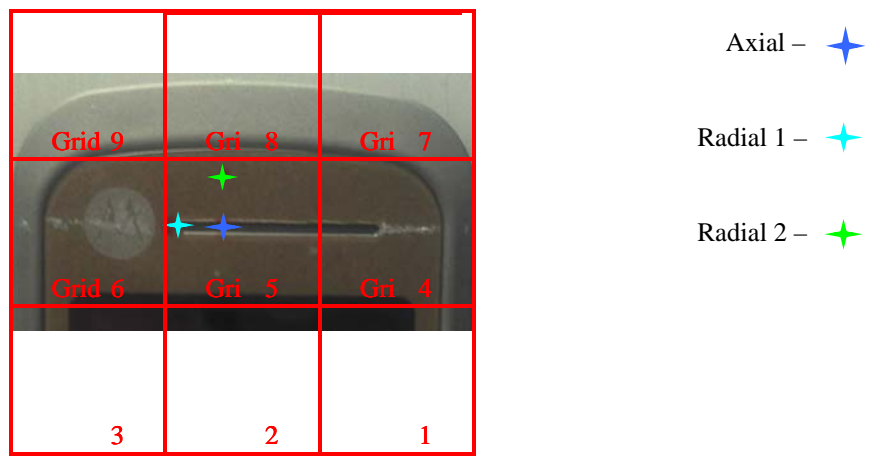 Axial –
Radial 1 –
Radial 2 –
Grid 9 Gri 8 Gri 7
Grid 6 Gri 5 Gri 4
3 2 1